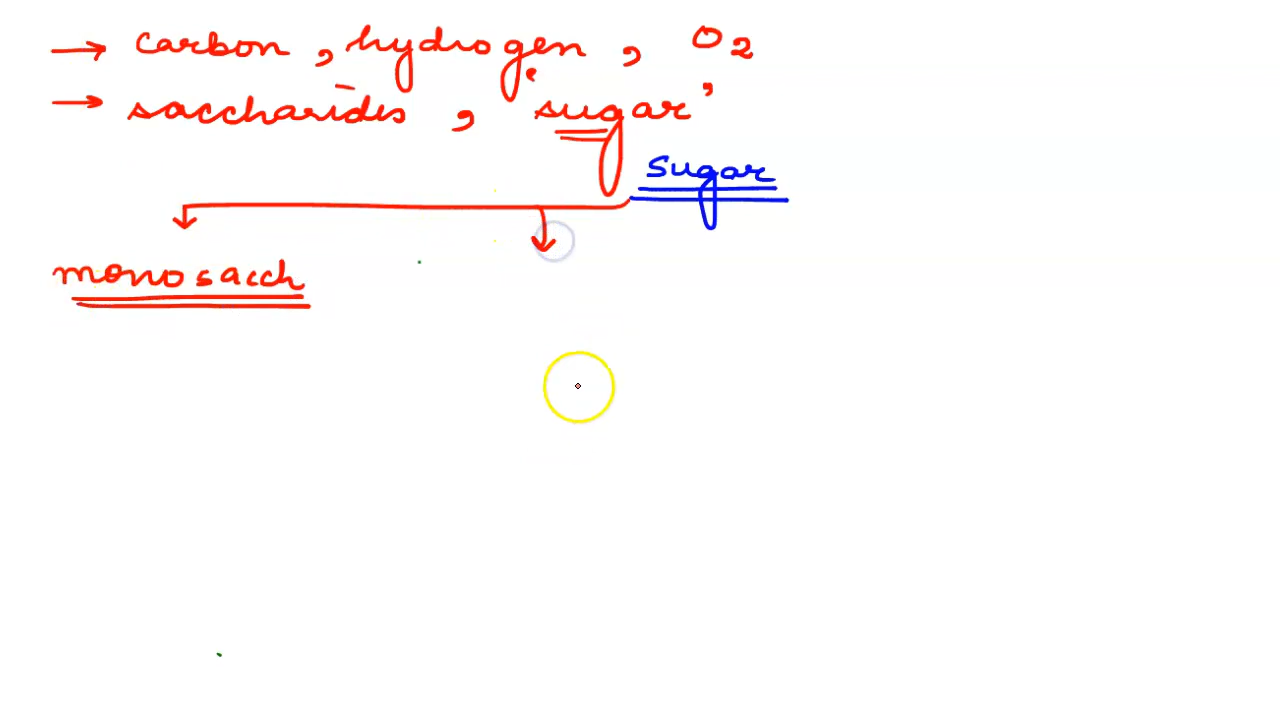 → carbon, hydrogen, O2
→ saccharides, 'sugar'
sugar
monosacch